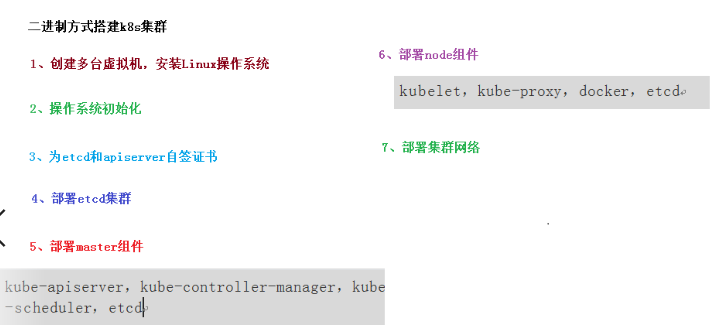 二进制方式搭建k8s集群
1、创建多台虚拟机，安装Linux操作系统
2、操作系统初始化
3、为etcd和apiserver自签证书
4、部署etcd集群
5、部署master组件
kube-apiserver，kube-controller-manager，kube
-scheduler，etcd
6、部署node组件
kubelet，kube-proxy，docker，etcd
7、部署集群网络